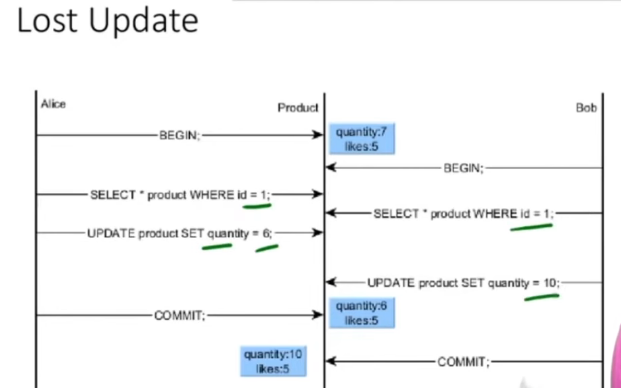 Lost Update
Alice
Product
Bob
BEGIN;
quantity:7
likes:5
BEGIN;
SELECT * product WHERE id = 1;
SELECT * product WHERE id = 1;
UPDATE product SET quantity = 6;
UPDATE product SET quantity = 10;
COMMIT;
quantity:6
likes:5
quantity:10
likes:5
COMMIT;